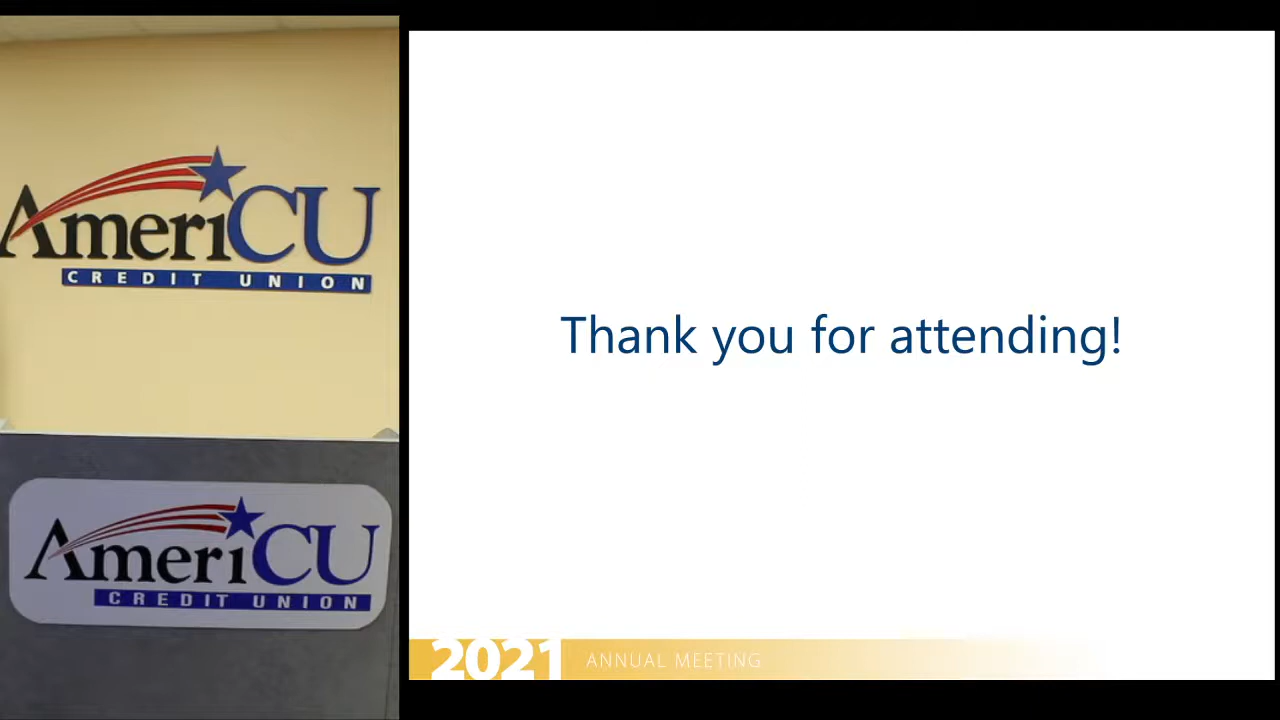 AmeriCU
CREDIT UNION
AmeriCU
CREDIT UNION
Thank you for attending!
2021 ANNUAL MEETING